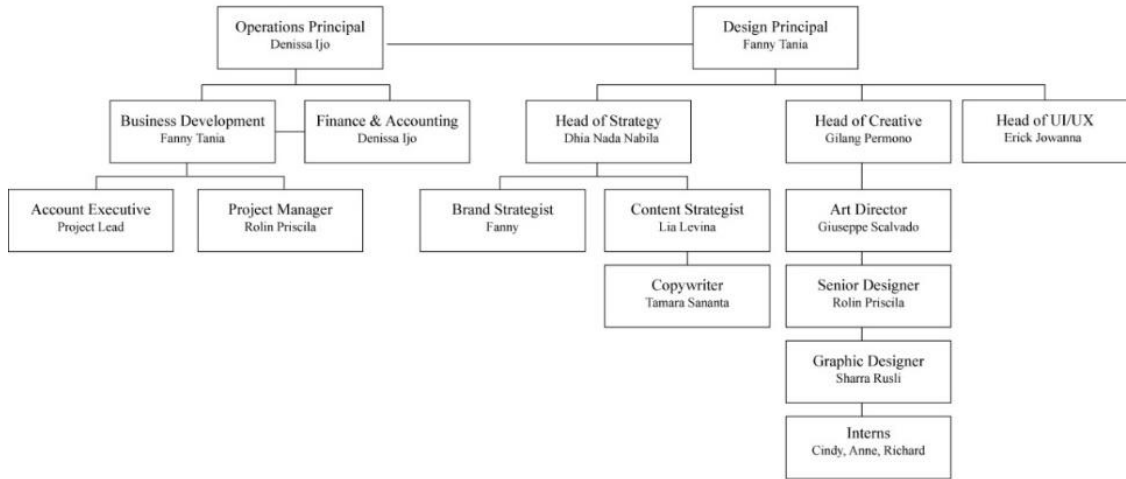 Operations Principal
Denissa Ijo
Design Principal
Fanny Tania
Business Development
Fanny Tania
Finance & Accounting
Denissa Ijo
Head of Strategy
Dhia Nada Nabila
Head of Creative
Gilang Permono
Head of UI/UX
Erick Jowanna
Account Executive
Project Lead
Project Manager
Rolin Priscila
Brand Strategist
Fanny
Content Strategist
Lia Levina
Art Director
Giuseppe Scalvado
Copywriter
Tamara Sananta
Senior Designer
Rolin Priscila
Graphic Designer
Sharra Rusli
Interns
Cindy, Anne, Richard